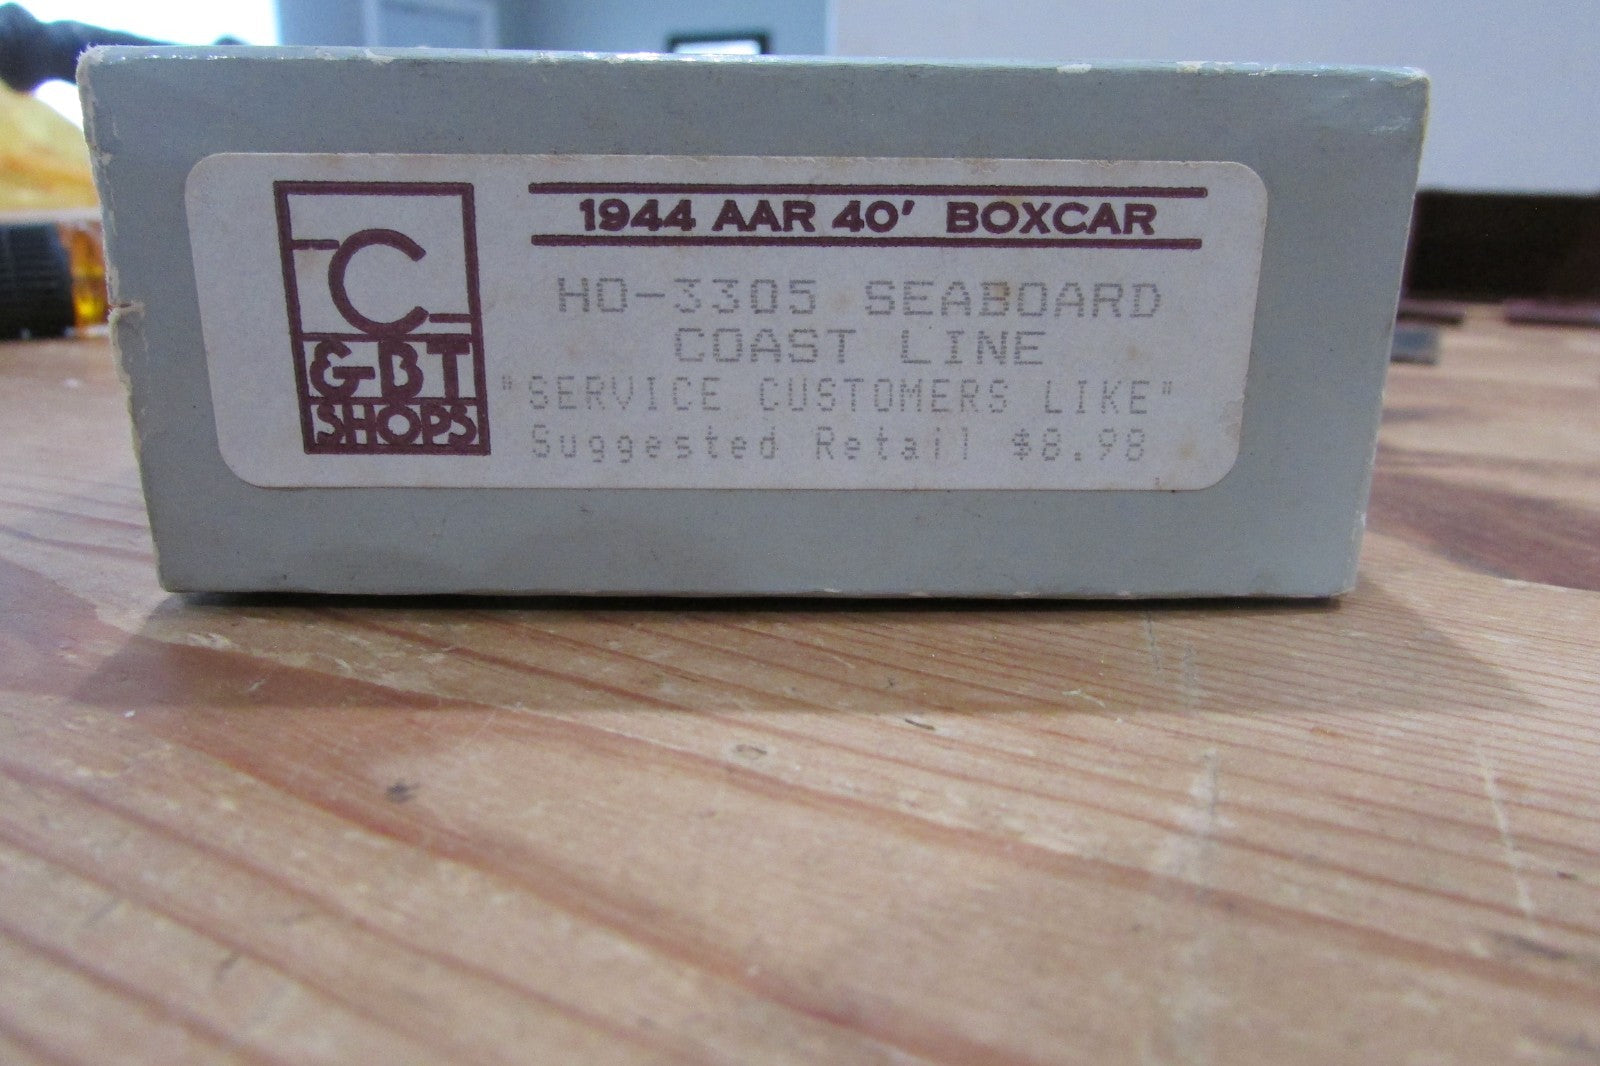 C
&BT
SHOPS
1944 AAR 40' BOXCAR
HO-3305 SEABOARD
COAST LINE
"SERVICE CUSTOMERS LIKE"
Suggested Retail $8.98